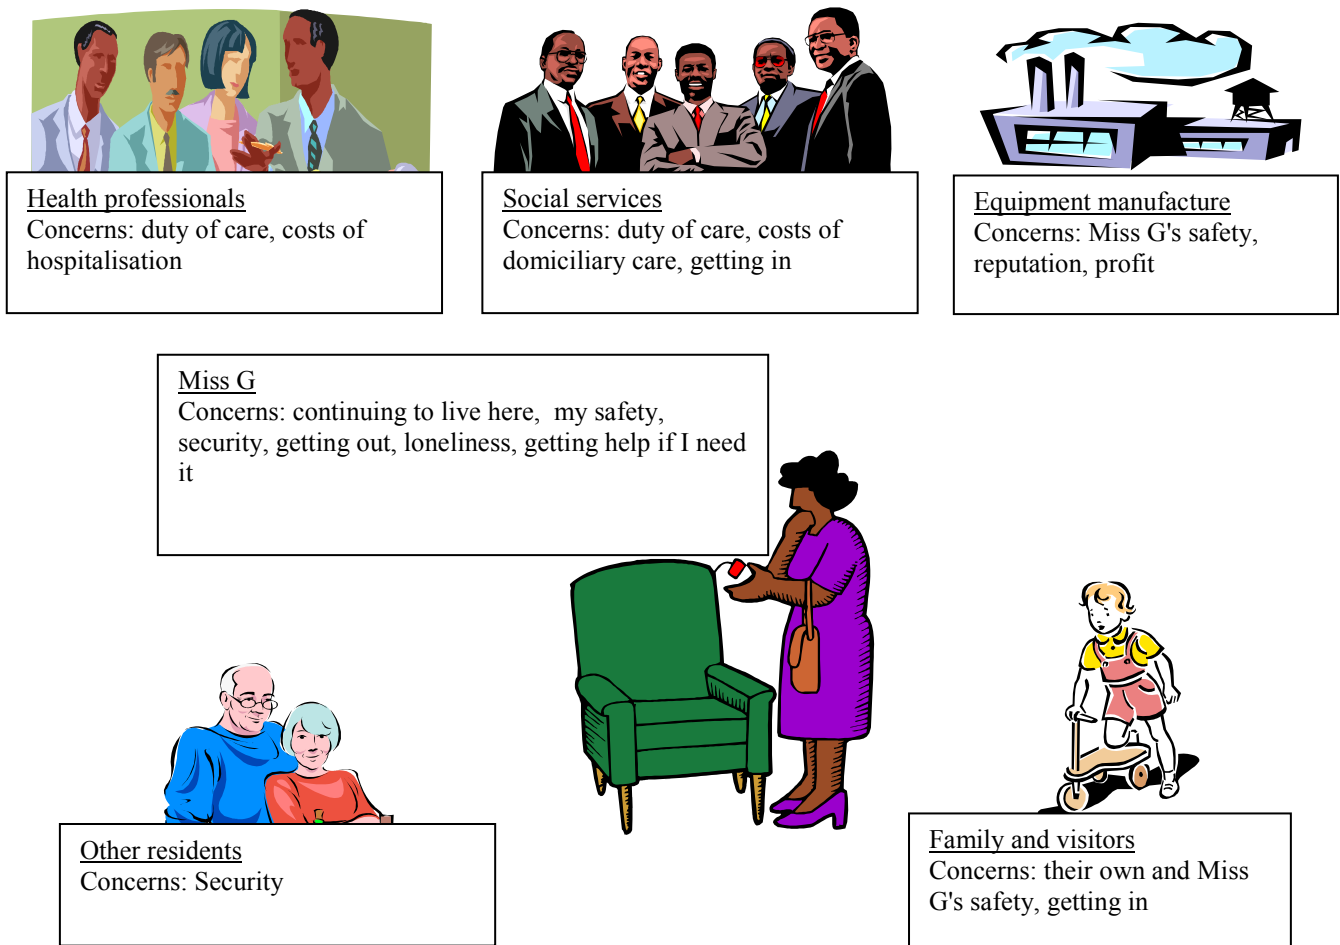 Health professionals
Concerns: duty of care, costs of
hospitalisation
Social services
Concerns: duty of care, costs of
domiciliary care, getting in
Equipment manufacture
Concerns: Miss G's safety,
reputation, profit
Miss G
Concerns: continuing to live here,  my safety,
security, getting out, loneliness, getting help if I need
it
Other residents
Concerns: Security
Family and visitors
Concerns: their own and Miss
G's safety, getting in